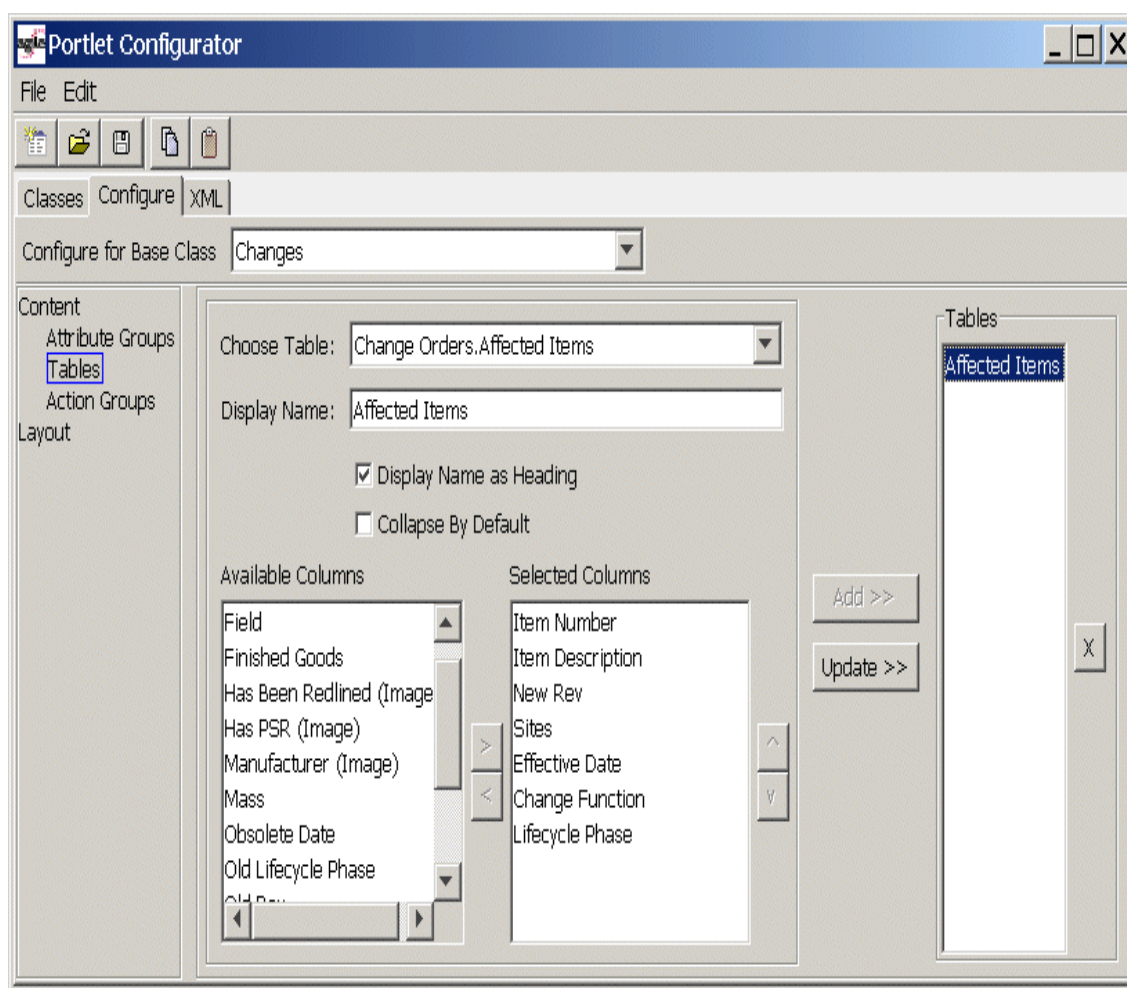 Portlet Configurator
File Edit
Classes Configure XML
Configure for Base Class Changes
Content
Attribute Groups
Tables
Action Groups
Layout
Choose Table: Change Orders.Affected Items
Display Name: Affected Items
Display Name as Heading
Collapse By Default
Available Columns
Field
Finished Goods
Has Been Redlined (Image
Has PSR (Image)
Manufacturer (Image)
Mass
Obsolete Date
Old Lifecycle Phase
>
<
Selected Columns
Item Number
Item Description
New Rev
Sites
Effective Date
Change Function
Lifecycle Phase
Add >>
Update >>
Tables
Affected Items
X